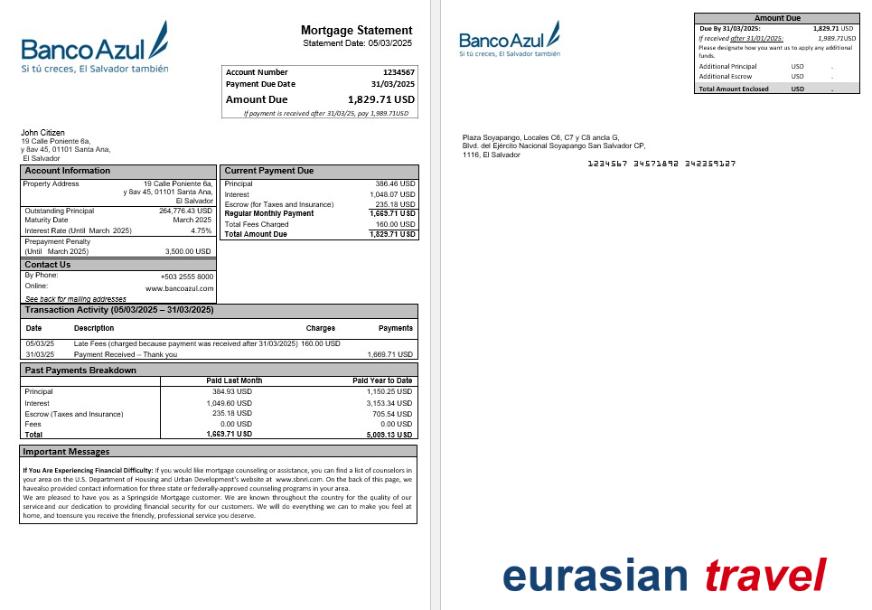 BancoAzul
Si tú creces, El Salvador también
Mortgage Statement
Statement Date: 05/03/2025
Account Number 1234567
Payment Due Date 31/03/2025
Amount Due 1,829.71 USD
If payment is received after 31/03/25, pay 1,989.71USD
John Citizen
19 Calle Poniente 6a,
y 8av 45, 01101 Santa Ana,
El Salvador
Account Information
Property Address 19 Calle Poniente 6a,
y 8av 45, 01101 Santa Ana,
El Salvador
Outstanding Principal 264,776.43 USD
Maturity Date March 2025
Interest Rate (Until March 2025) 4.75%
Prepayment Penalty
(Until March 2025) 3,500.00 USD
Contact Us
By Phone: +503 2555 8000
Online: www.bancoazul.com
See back for mailing addresses
Current Payment Due
Principal 386.46 USD
Interest 1,048.07 USD
Escrow (for Taxes and Insurance) 235.18 USD
Regular Monthly Payment 1,669.71 USD
Total Fees Charged 160.00 USD
Total Amount Due 1,829.71 USD
Transaction Activity (05/03/2025 – 31/03/2025)
Date Description Charges Payments
05/03/25 Late Fees (charged because payment was received after 31/03/2025) 160.00 USD
31/03/25 Payment Received – Thank you 1,669.71 USD
Past Payments Breakdown
Paid Last Month Paid Year to Date
Principal 384.93 USD 1,150.25 USD
Interest 1,049.60 USD 3,153.34 USD
Escrow (Taxes and Insurance) 235.18 USD 705.54 USD
Fees 0.00 USD 0.00 USD
Total 1,669.71 USD 5,009.13 USD
Important Messages
If You Are Experiencing Financial Difficulty: If you would like mortgage counseling or assistance, you can find a list of counselors in
your area on the U.S. Department of Housing and Urban Development's website at www.sbnri.com. On the back of this page, we
havealso provided contact information for three state or federally-approved counseling programs in your area.
We are pleased to have you as a Springside Mortgage customer. We are known throughout the country for the quality of our
serviceand our dedication to providing financial security for our customers. We will do everything we can to make you feel at
home, and toensure you receive the friendly, professional service you deserve.
BancoAzul
Si tú creces, El Salvador también
Amount Due
Due By 31/03/2025: 1,829.71 USD
If received after 31/01/2025: 1,989.71USD
Please designate how you want us to apply any additional
funds.
Additional Principal USD .
Additional Escrow USD .
Total Amount Enclosed USD .
Plaza Soyapango, Locales C6, C7 y C8 ancla G,
Blvd. del Ejército Nacional Soyapango San Salvador CP,
1116, El Salvador
1234567 34571892 342359127
eurasian travel